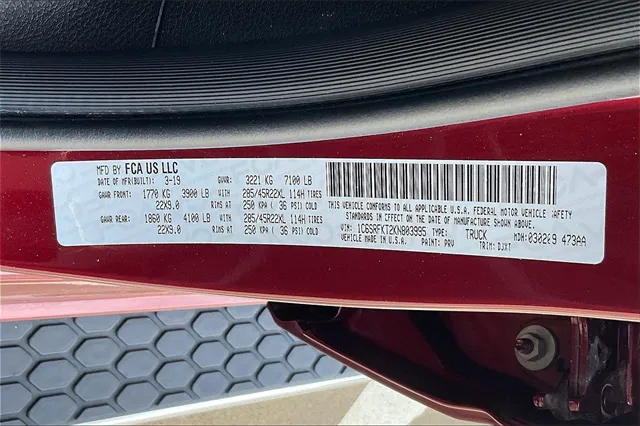 MFD BY FCA US LLC
DATE OF MFR(BUILT): 3-19 GVWR: 3221 KG 7100 LB
GAWR FRONT: 1770 KG 3900 LB WITH 285/45R22XL 114H TIRES
22X9.0 RIMS AT 250 KPA ( 36 PSI) COLD
GAWR REAR: 1860 KG 4100 LB WITH 285/45R22XL 114H TIRES
22X9.0 RIMS AT 250 KPA ( 36 PSI) COLD
THIS VEHICLE CONFORMS TO ALL APPLICABLE U.S.A. FEDERAL MOTOR VEHICLE SAFETY
STANDARDS IN EFFECT ON THE DATE OF MANUFACTURE SHOWN ABOVE
VIN: 1C6SRFKT2KN803995 TYPE: TRUCK MDH: 030209 473AA
MADE IN U.S.A. PAINT: PRV TRIM: DJXT